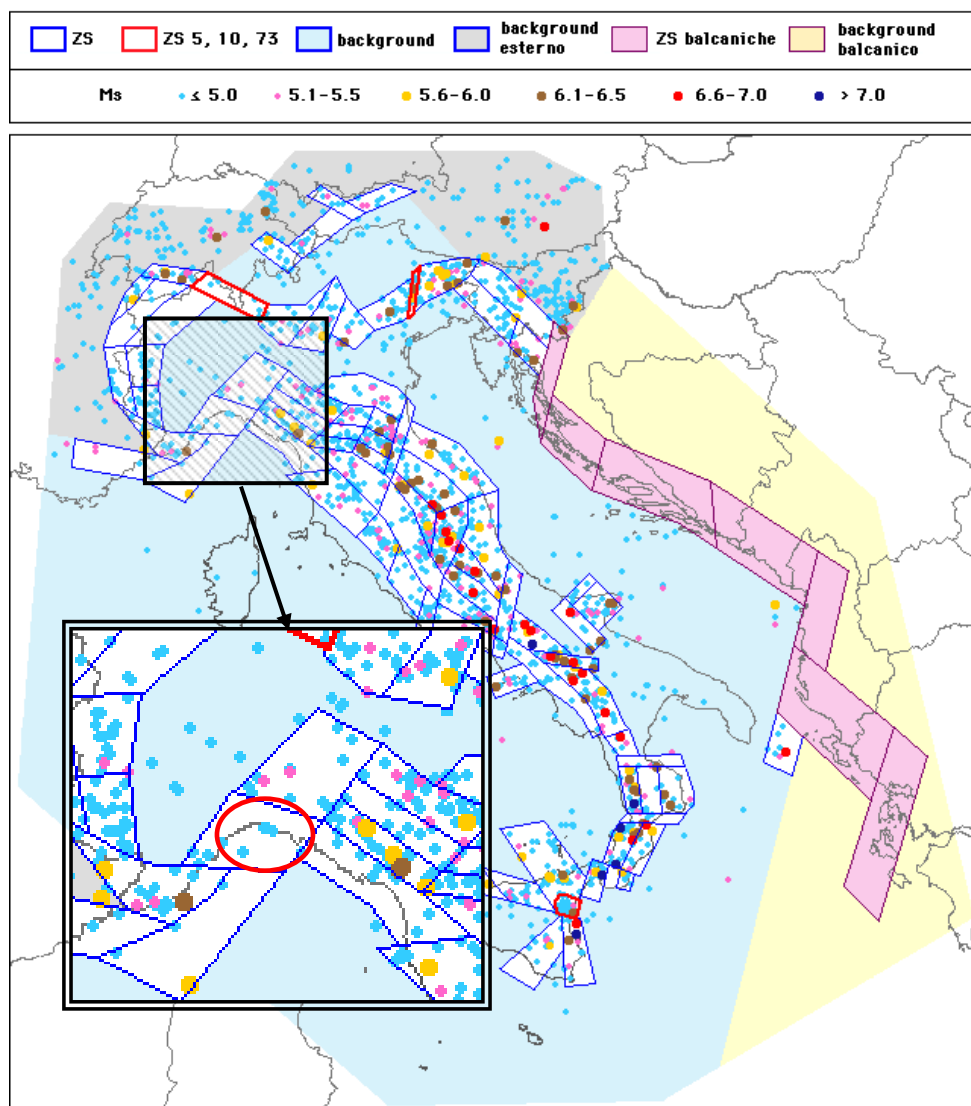 ZS ZS 5, 10, 73 background background esterno ZS balcaniche background balcanico
Ms ≤ 5.0 5.1-5.5 5.6-6.0 6.1-6.5 6.6-7.0 > 7.0